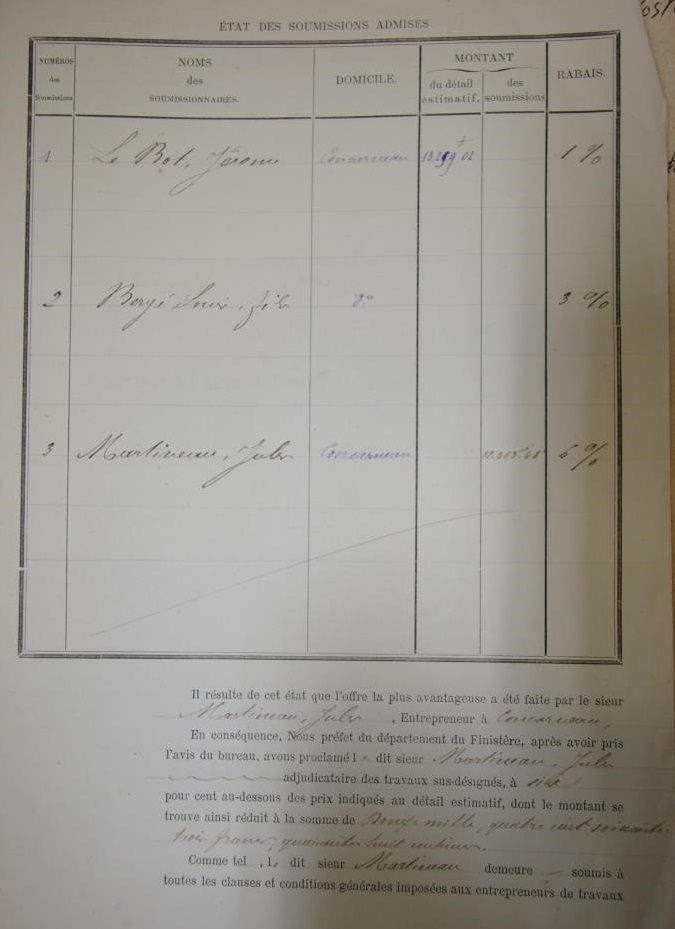 ÉTAT DES SOUMISSIONS ADMISES
NUMÉROS des Soumissions
NOMS des SOUMISSIONNAIRES.
DOMICILE.
MONTANT
du détail estimatif.
des soumissions
RABAIS.
1 Le Bot, Jérome Concarneau 1 %
2 Bergé Louis, fils do 3 %
3 Martineau, Jules Concarneau 6 %
Il résulte de cet état que l'offre la plus avantageuse a été faite par le sieur
Martineau, Jules, Entrepreneur à Concarneau,
En conséquence, Nous préfet du département du Finistère, après avoir pris
l'avis du bureau, avons proclamé le dit sieur Martineau, Jules
adjudicataire des travaux sus-désignés, à six
pour cent au-dessous des prix indiqués au détail estimatif, dont le montant se
trouve ainsi réduit à la somme de Douze mille, quatre cent soixante
trois francs, quarante huit centimes.
Comme tel, le dit sieur Martineau demeure soumis à
toutes les clauses et conditions générales imposées aux entrepreneurs de travaux